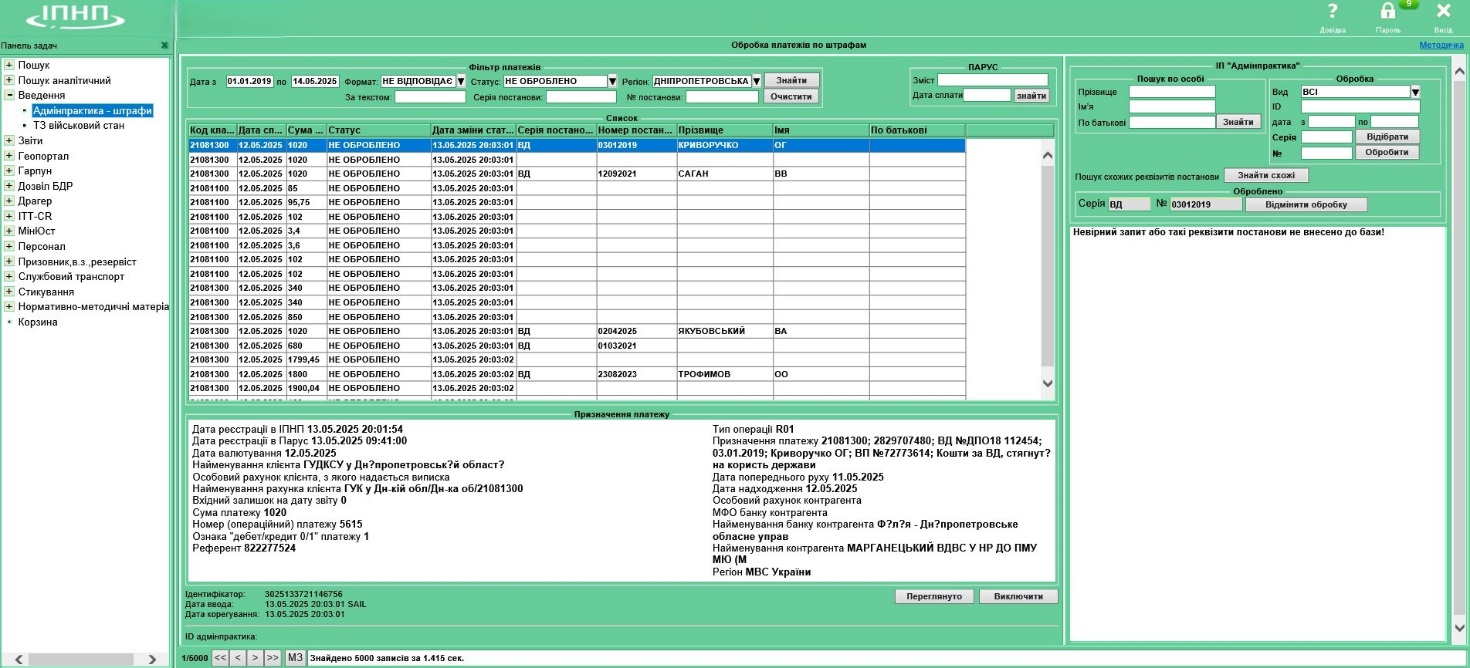 ІПНП
?
9
Довідка
Пароль
Вихід
Панель задач
x
Обробка платежів по штрафам
Методичка
Пошук
Пошук аналітичний
Введення
Адмінпрактика - штрафи
ТЗ військовий стан
Звіти
Геопортал
Гарпун
Дозвіл БДР
Драгер
ІТТ-CR
МінЮст
Персонал
Призовник,в.з.,резервіст
Службовий транспорт
Стикування
Нормативно-методичні матеріа
Корзина
Фільтр платежів
Дата з 01.01.2019 по 14.05.2025 Формат: НЕ ВІДПОВІДАЄ Статус: НЕ ОБРОБЛЕНО Регіон: ДНІПРОПЕТРОВСЬКА Знайти
За текстом: Серія постанови: № постанови: Очистити
ПАРУС
Зміст
Дата сплати знайти
Список
Код кла... Дата сп... Сума ... Статус Дата зміни стат... Серія постано... Номер постан... Прізвище Імя По батькові
21081300 12.05.2025 1020 НЕ ОБРОБЛЕНО 13.05.2025 20:03:01 ВД 03012019 КРИВОРУЧКО ОГ
21081300 12.05.2025 1020 НЕ ОБРОБЛЕНО 13.05.2025 20:03:01
21081300 12.05.2025 1020 НЕ ОБРОБЛЕНО 13.05.2025 20:03:01 ВД 12092021 САГАН ВВ
21081100 12.05.2025 85 НЕ ОБРОБЛЕНО 13.05.2025 20:03:01
21081100 12.05.2025 95,75 НЕ ОБРОБЛЕНО 13.05.2025 20:03:01
21081100 12.05.2025 102 НЕ ОБРОБЛЕНО 13.05.2025 20:03:01
21081100 12.05.2025 3,4 НЕ ОБРОБЛЕНО 13.05.2025 20:03:01
21081100 12.05.2025 3,6 НЕ ОБРОБЛЕНО 13.05.2025 20:03:01
21081100 12.05.2025 102 НЕ ОБРОБЛЕНО 13.05.2025 20:03:01
21081100 12.05.2025 102 НЕ ОБРОБЛЕНО 13.05.2025 20:03:01
21081300 12.05.2025 340 НЕ ОБРОБЛЕНО 13.05.2025 20:03:01
21081300 12.05.2025 340 НЕ ОБРОБЛЕНО 13.05.2025 20:03:01
21081300 12.05.2025 850 НЕ ОБРОБЛЕНО 13.05.2025 20:03:01
21081300 12.05.2025 1020 НЕ ОБРОБЛЕНО 13.05.2025 20:03:01 ВД 02042025 ЯКУБОВСЬКИЙ ВА
21081300 12.05.2025 680 НЕ ОБРОБЛЕНО 13.05.2025 20:03:01 ВД 01032021
21081300 12.05.2025 1799,45 НЕ ОБРОБЛЕНО 13.05.2025 20:03:02
21081300 12.05.2025 1800 НЕ ОБРОБЛЕНО 13.05.2025 20:03:02 ВД 23082023 ТРОФИМОВ ОО
21081300 12.05.2025 1900,04 НЕ ОБРОБЛЕНО 13.05.2025 20:03:02
Призначення платежу
Дата реєстрації в ІПНП 13.05.2025 20:01:54
Дата реєстрації в Парус 13.05.2025 09:41:00
Дата валютування 12.05.2025
Найменування клієнта ГУДКСУ у Дн?пропетровськ?й област?
Особовий рахунок клієнта, з якого надається виписка
Найменування рахунка клієнта ГУК у Дн-кій обл/Дн-ка об/21081300
Вхідний залишок на дату звіту 0
Сума платежу 1020
Номер (операційний) платежу 5615
Ознака "дебет/кредит 0/1" платежу 1
Референт 822277524
Тип операції R01
Призначення платежу 21081300; 2829707480; ВД №ДПО18 112454;
03.01.2019; Криворучко ОГ; ВП №72773614; Кошти за ВД, стягнут?
на користь держави
Дата попереднього руху 11.05.2025
Дата надходження 12.05.2025
Особовий рахунок контрагента
МФО банку контрагента
Найменування банку контрагента Ф?л?я - Дн?пропетровське
обласне управ
Найменування контрагента МАРГАНЕЦЬКИЙ ВДВС У НР ДО ПМУ
МЮ (М
Регіон МВС України
Ідентифікатор: 3025133721146756
Дата ввода: 13.05.2025 20:03:01 SAIL
Дата корегування: 13.05.2025 20:03:01
Переглянуто Виключити
ID адмінпрактика:
1/5000 << < > >> МЗ Знайдено 5000 записів за 1.415 сек.
ІП "Адмінпрактика"
Пошук по особі
Прізвище
Ім'я
По батькові Знайти
Обробка
Вид ВСІ
ID
дата з по
Серія Відібрати
№ Обробити
Пошук схожих реквізитів постанови Знайти схожі
Оброблено
Серія ВД № 03012019 Відмінити обробку
Невірний запит або такі реквізити постанови не внесено до бази!